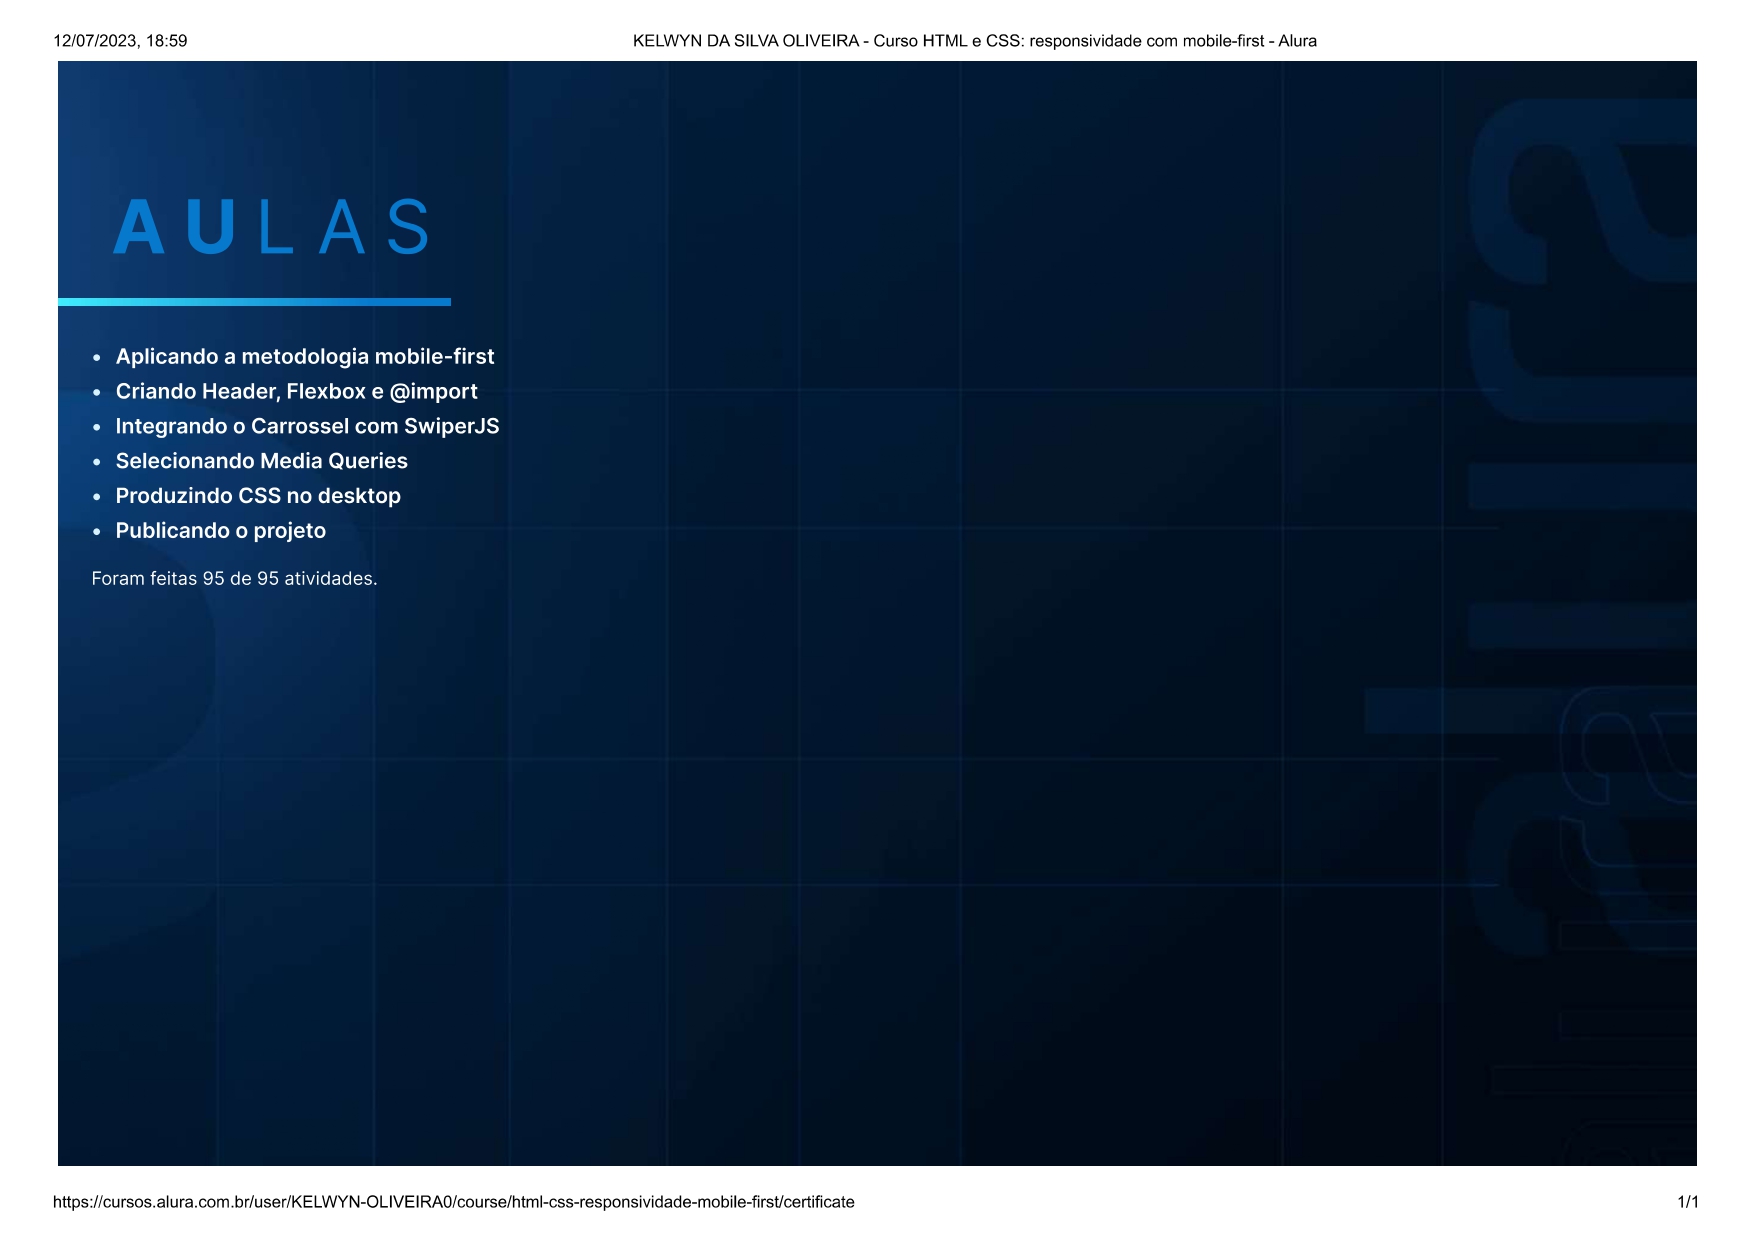 12/07/2023, 18:59
KELWYN DA SILVA OLIVEIRA - Curso HTML e CSS: responsividade com mobile-first - Alura
AULAS
• Aplicando a metodologia mobile-first
• Criando Header, Flexbox e @import
• Integrando o Carrossel com SwiperJS
• Selecionando Media Queries
• Produzindo CSS no desktop
• Publicando o projeto
Foram feitas 95 de 95 atividades.
alura
alura
https://cursos.alura.com.br/user/KELWYN-OLIVEIRA0/course/html-css-responsividade-mobile-first/certificate
1/1